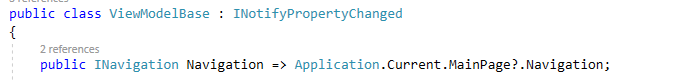 public class ViewModelBase : INotifyPropertyChanged
{
2 references
public INavigation Navigation => Application.Current.MainPage?.Navigation;